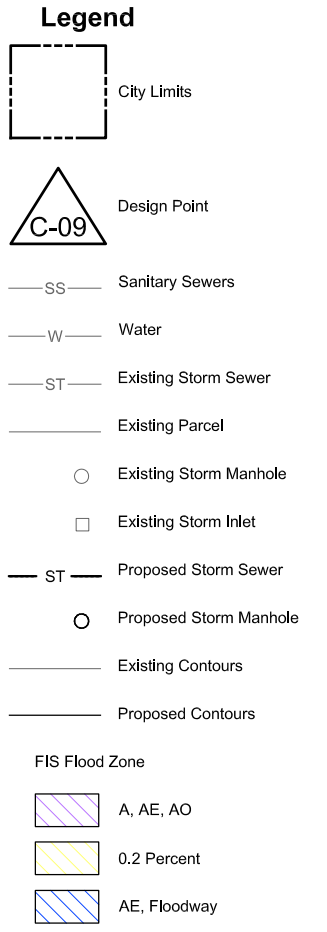 Legend
City Limits
C-09
Design Point
SS
Sanitary Sewers
W
Water
ST
Existing Storm Sewer
Existing Parcel
Existing Storm Manhole
Existing Storm Inlet
ST
Proposed Storm Sewer
Proposed Storm Manhole
Existing Contours
Proposed Contours
FIS Flood Zone
A, AE, AO
0.2 Percent
AE, Floodway